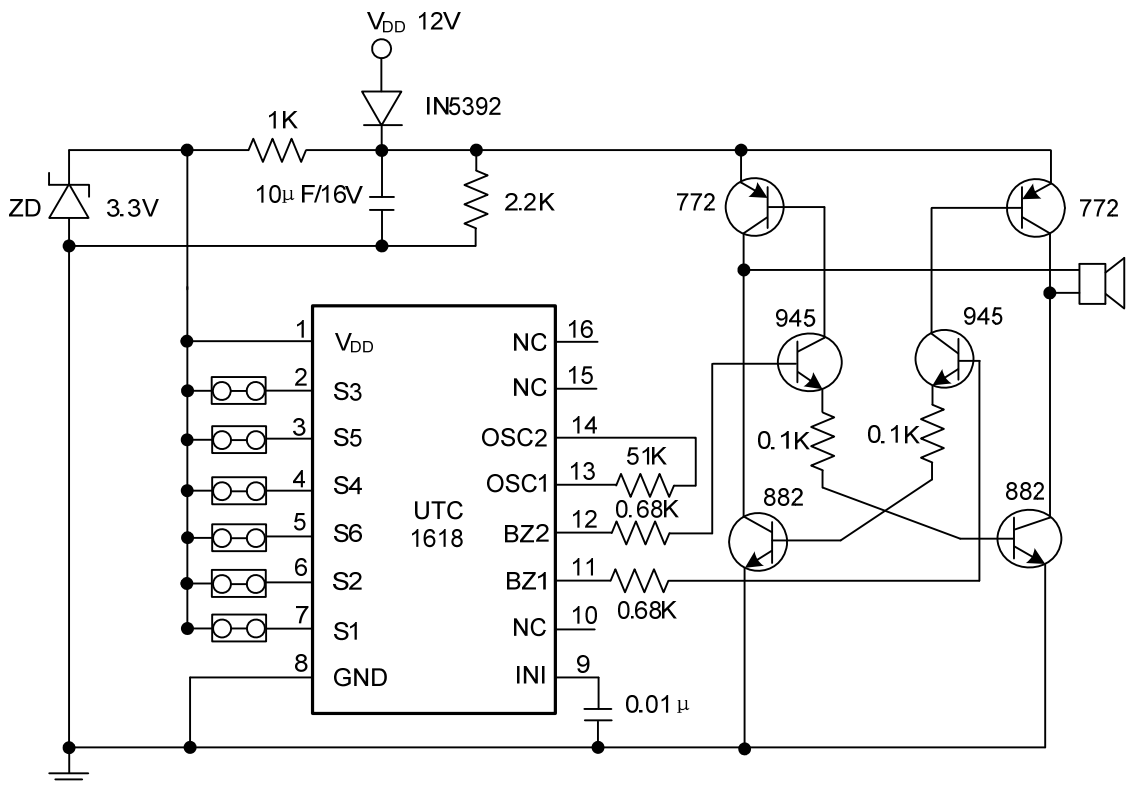 VDD 12V
IN5392
1K
10μF/16V
2.2K
ZD
3.3V
772
772
945
945
0.1K
0.1K
882
882
1
VDD
2
S3
3
S5
4
S4
5
S6
6
S2
7
S1
8
GND
UTC
1618
NC
16
NC
15
OSC2
14
OSC1
13
51K
0.68K
BZ2
12
BZ1
11
0.68K
NC
10
INI
9
0.01μ